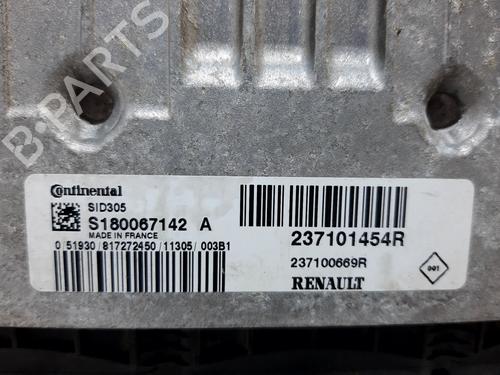 B-PARTS
Continental
SID305
S180067142 A
MADE IN FRANCE
0 51930 / 817272450 / 11305 / 003B1
237101454R
237100669R
RENAULT
001